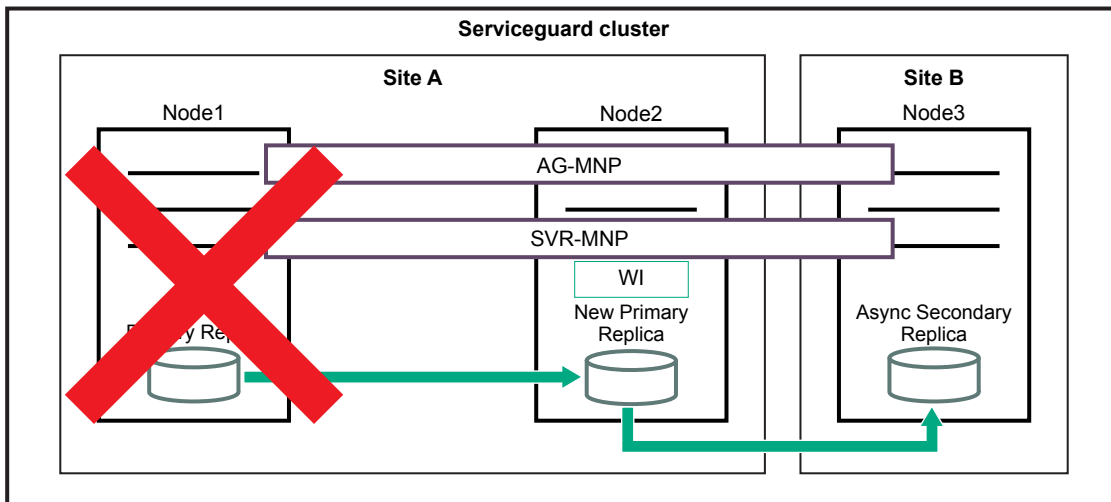 Serviceguard cluster
Site A
Site B
Node1
Node2
Node3
AG-MNP
SVR-MNP
WI
New Primary
Replica
Async Secondary
Replica